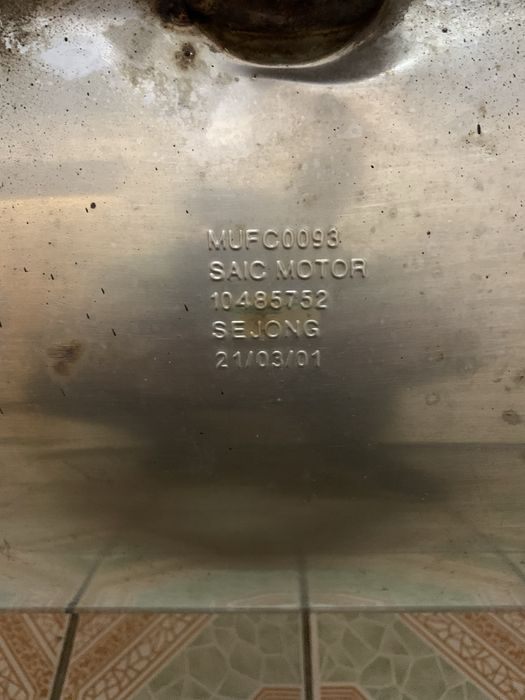 MUFC0093
SAIC MOTOR
10485752
SEJONG
21/03/01